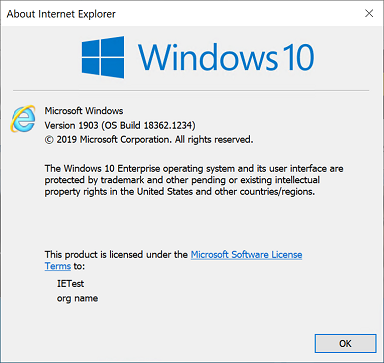 About Internet Explorer
Windows 10
Microsoft Windows
Version 1903 (OS Build 18362.1234)
© 2019 Microsoft Corporation. All rights reserved.
The Windows 10 Enterprise operating system and its user interface are
protected by trademark and other pending or existing intellectual
property rights in the United States and other countries/regions.
This product is licensed under the Microsoft Software License
Terms to:
IETest
org name
OK